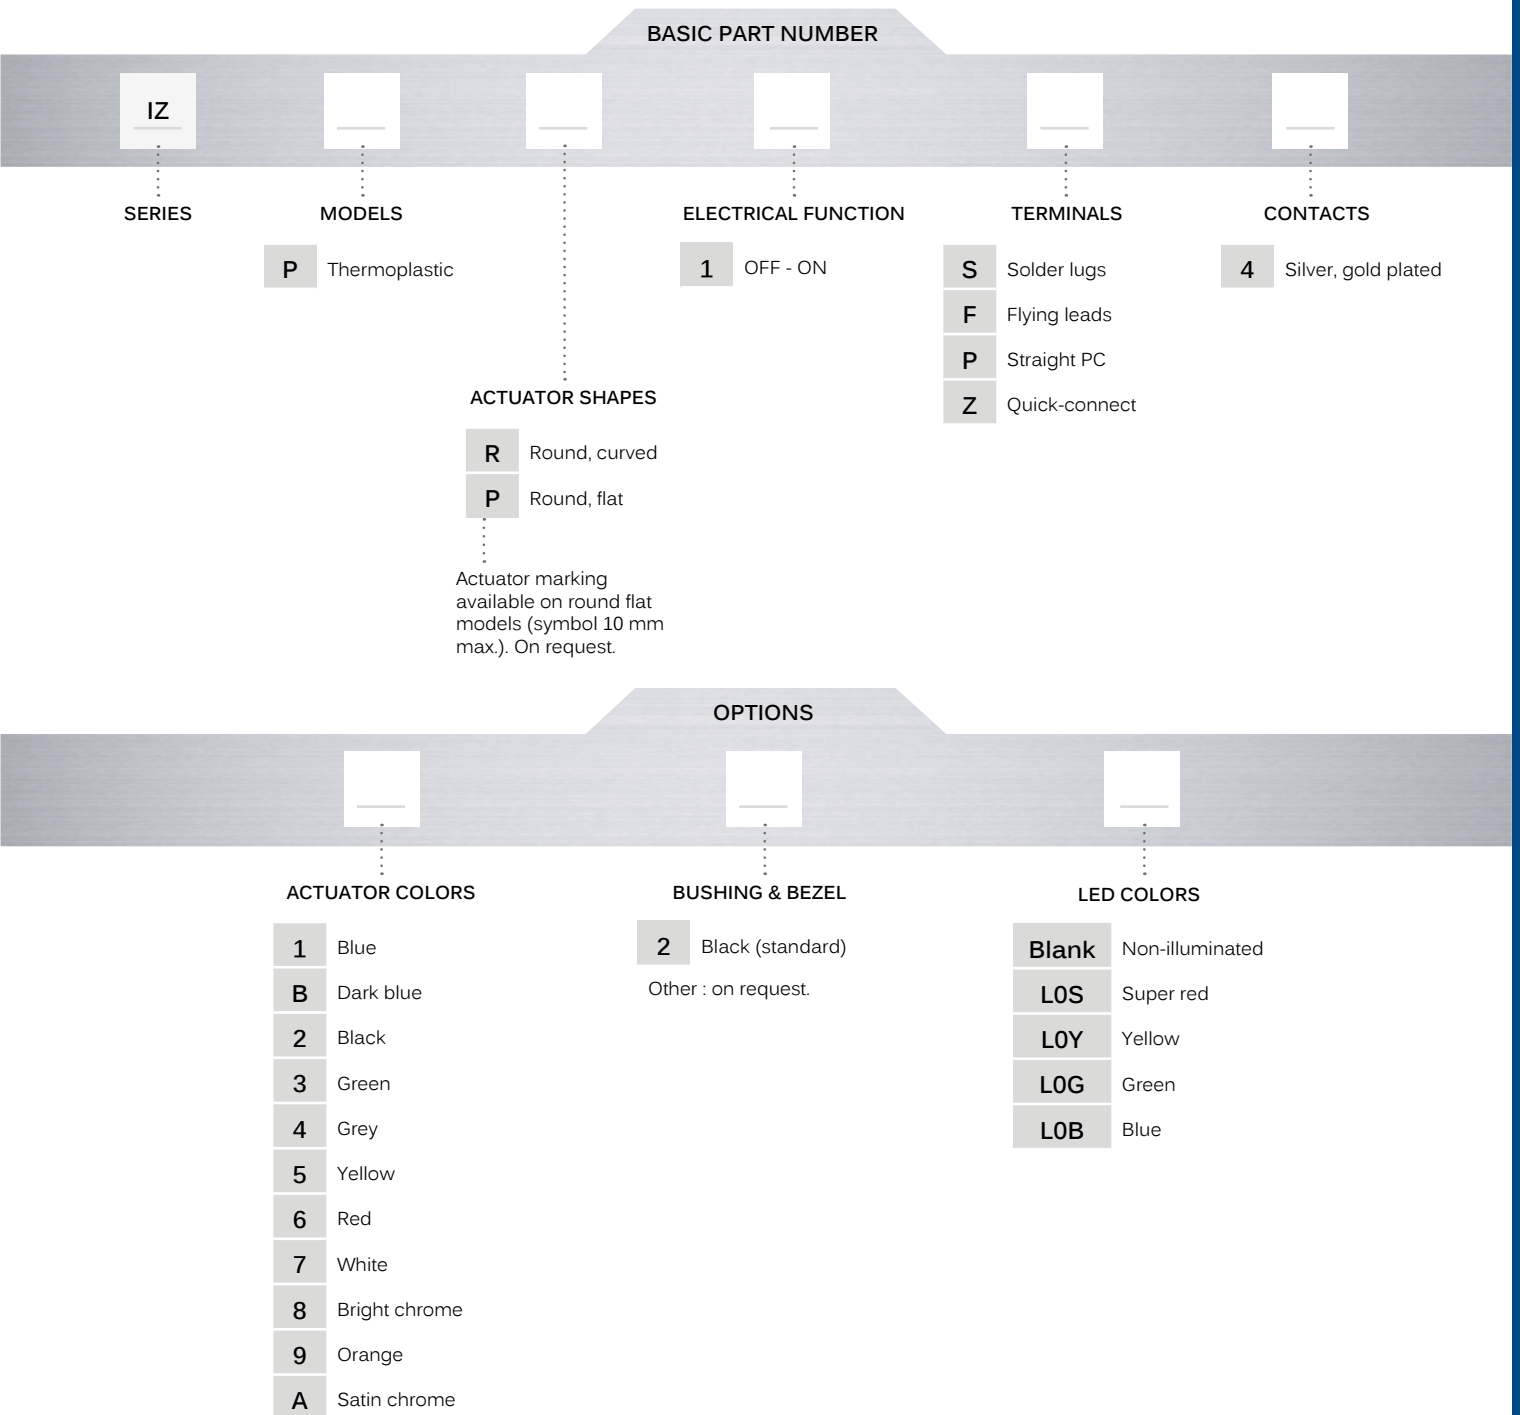 BASIC PART NUMBER
IZ
SERIES
MODELS
P Thermoplastic
ACTUATOR SHAPES
R Round, curved
P Round, flat
Actuator marking
available on round flat
models (symbol 10 mm
max.). On request.
ELECTRICAL FUNCTION
1 OFF - ON
TERMINALS
S Solder lugs
F Flying leads
P Straight PC
Z Quick-connect
CONTACTS
4 Silver, gold plated
OPTIONS
ACTUATOR COLORS
1 Blue
B Dark blue
2 Black
3 Green
4 Grey
5 Yellow
6 Red
7 White
8 Bright chrome
9 Orange
A Satin chrome
BUSHING & BEZEL
2 Black (standard)
Other : on request.
LED COLORS
Blank Non-illuminated
L0S Super red
L0Y Yellow
L0G Green
L0B Blue